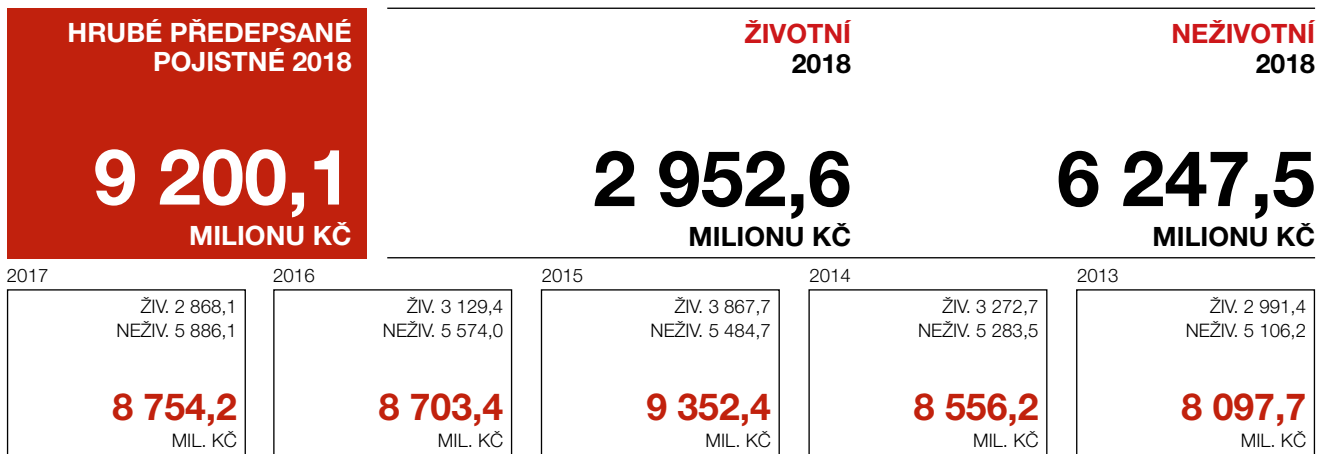 HRUBÉ PŘEDEPSANÉ
POJISTNÉ 2018
9 200,1
MILIONU KČ
ŽIVOTNÍ
2018
2 952,6
MILIONU KČ
NEŽIVOTNÍ
2018
6 247,5
MILIONU KČ
2017
ŽIV. 2 868,1
NEŽIV. 5 886,1
8 754,2
MIL. KČ
2016
ŽIV. 3 129,4
NEŽIV. 5 574,0
8 703,4
MIL. KČ
2015
ŽIV. 3 867,7
NEŽIV. 5 484,7
9 352,4
MIL. KČ
2014
ŽIV. 3 272,7
NEŽIV. 5 283,5
8 556,2
MIL. KČ
2013
ŽIV. 2 991,4
NEŽIV. 5 106,2
8 097,7
MIL. KČ